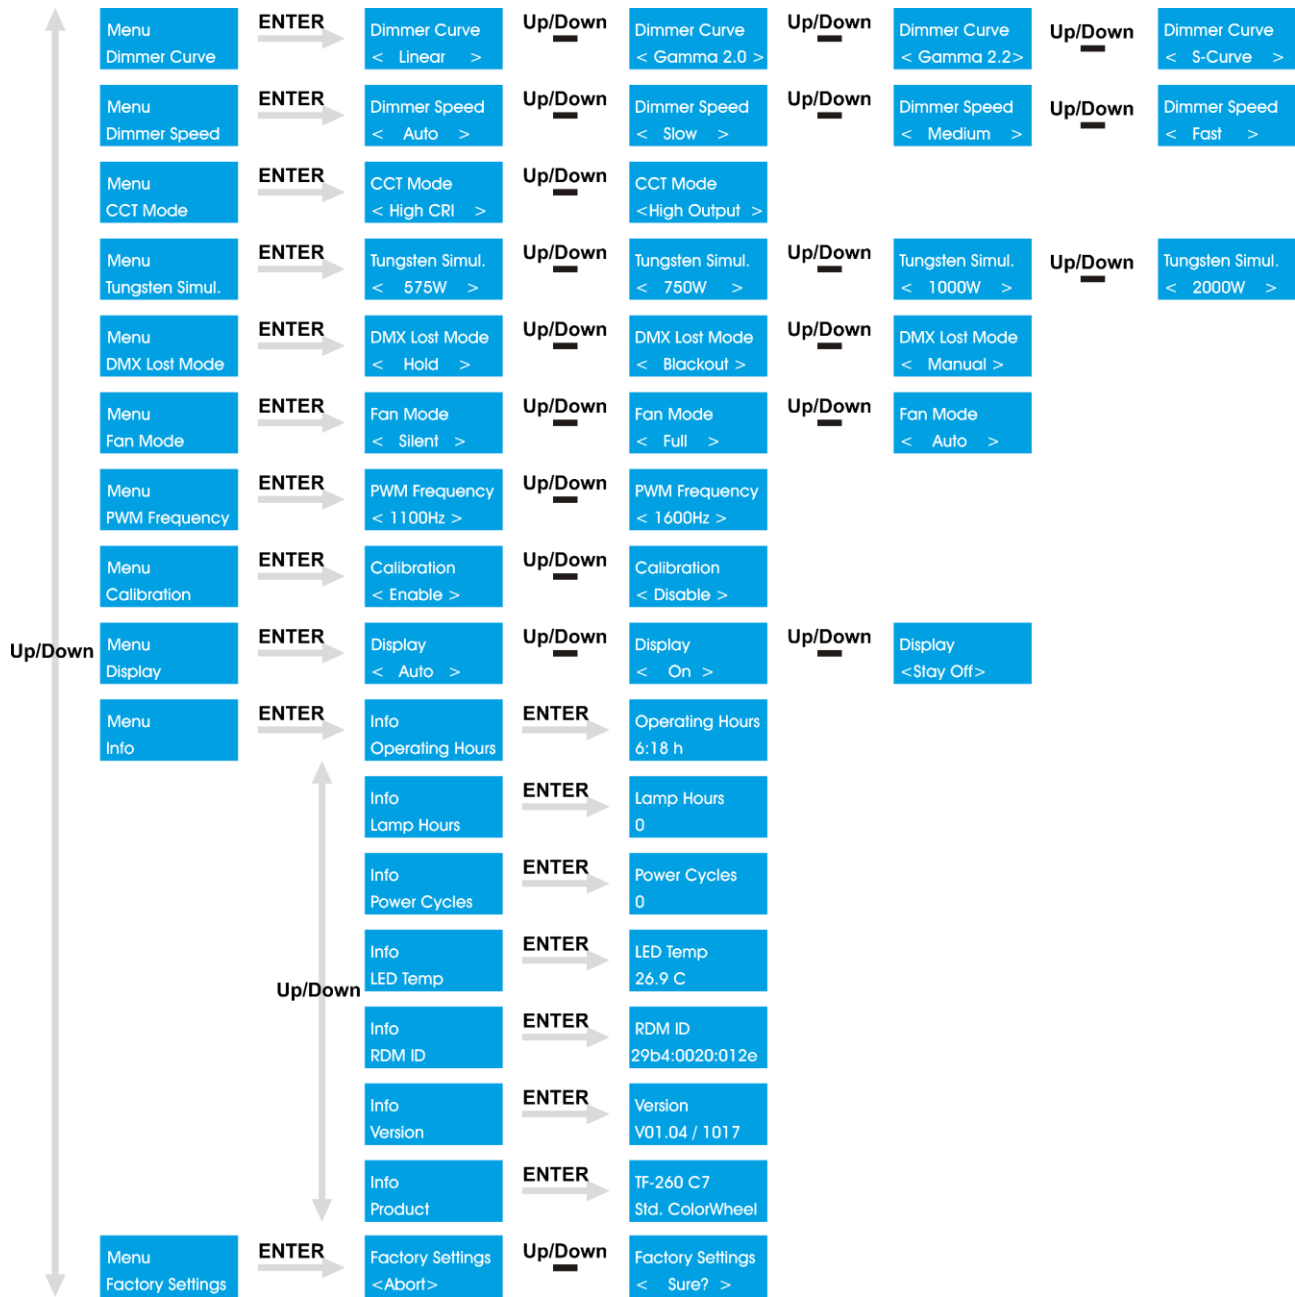 Menu
Dimmer Curve
ENTER
Dimmer Curve
< Linear >
Up/Down
Dimmer Curve
< Gamma 2.0 >
Up/Down
Dimmer Curve
< Gamma 2.2>
Up/Down
Dimmer Curve
< S-Curve >
Menu
Dimmer Speed
ENTER
Dimmer Speed
< Auto >
Up/Down
Dimmer Speed
< Slow >
Up/Down
Dimmer Speed
< Medium >
Up/Down
Dimmer Speed
< Fast >
Menu
CCT Mode
ENTER
CCT Mode
< High CRI >
Up/Down
CCT Mode
<High Output >
Menu
Tungsten Simul.
ENTER
Tungsten Simul.
< 575W >
Up/Down
Tungsten Simul.
< 750W >
Up/Down
Tungsten Simul.
< 1000W >
Up/Down
Tungsten Simul.
< 2000W >
Menu
DMX Lost Mode
ENTER
DMX Lost Mode
< Hold >
Up/Down
DMX Lost Mode
< Blackout >
Up/Down
DMX Lost Mode
< Manual >
Menu
Fan Mode
ENTER
Fan Mode
< Silent >
Up/Down
Fan Mode
< Full >
Up/Down
Fan Mode
< Auto >
Menu
PWM Frequency
ENTER
PWM Frequency
< 1100Hz >
Up/Down
PWM Frequency
< 1600Hz >
Menu
Calibration
ENTER
Calibration
< Enable >
Up/Down
Calibration
< Disable >
Up/Down
Menu
Display
ENTER
Display
< Auto >
Up/Down
Display
< On >
Up/Down
Display
<Stay Off>
Menu
Info
ENTER
Info
Operating Hours
ENTER
Operating Hours
6:18 h
Info
Lamp Hours
ENTER
Lamp Hours
0
Info
Power Cycles
ENTER
Power Cycles
0
Info
LED Temp
ENTER
LED Temp
26.9 C
Up/Down
Info
RDM ID
ENTER
RDM ID
29b4:0020:012e
Info
Version
ENTER
Version
V01.04 / 1017
Info
Product
ENTER
TF-260 C7
Std. ColorWheel
Menu
Factory Settings
ENTER
Factory Settings
<Abort>
Up/Down
Factory Settings
< Sure? >